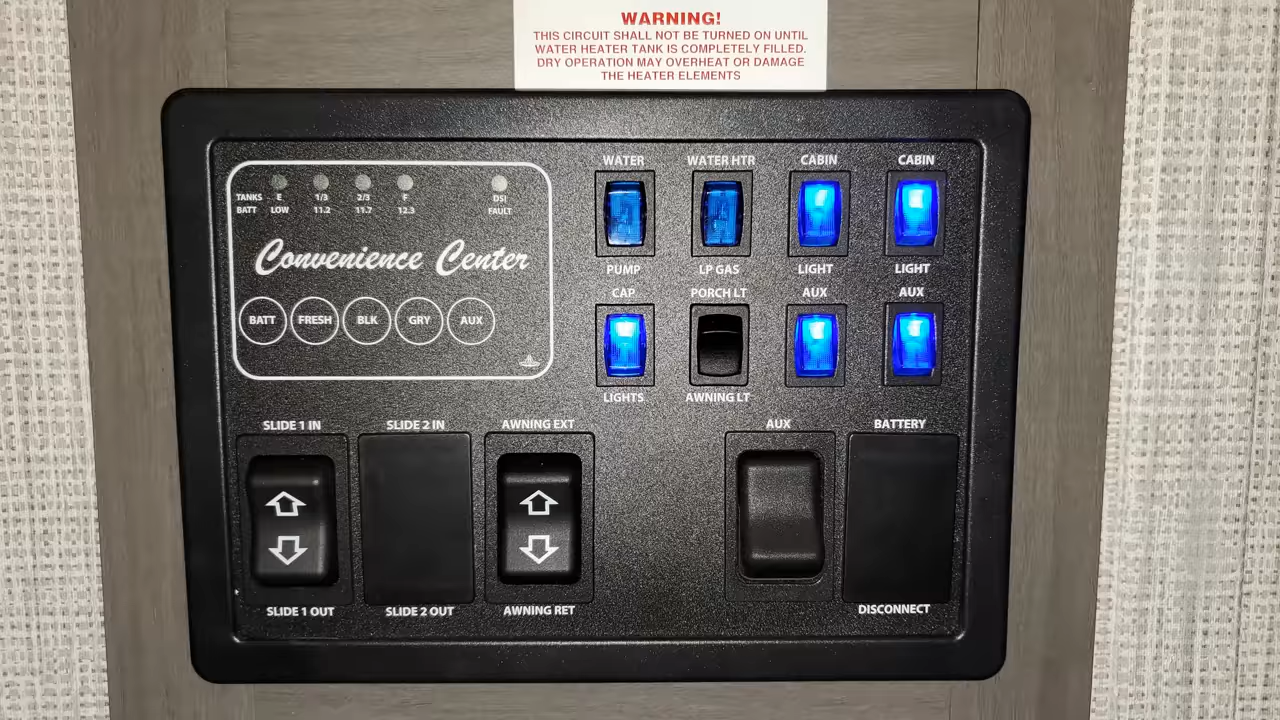 WARNING!
THIS CIRCUIT SHALL NOT BE TURNED ON UNTIL
WATER HEATER TANK IS COMPLETELY FILLED.
DRY OPERATION MAY OVERHEAT OR DAMAGE
THE HEATER ELEMENTS
WATER WATER HTR CABIN CABIN
TANKS E 1/3 2/3 F DSI
BATT LOW 11.2 11.7 12.3 FAULT
Convenience Center
PUMP LP GAS LIGHT LIGHT
CAP PORCH LT AUX AUX
BATT FRESH BLK GRY AUX
LIGHTS AWNING LT
SLIDE 1 IN SLIDE 2 IN AWNING EXT AUX BATTERY
SLIDE 1 OUT SLIDE 2 OUT AWNING RET DISCONNECT